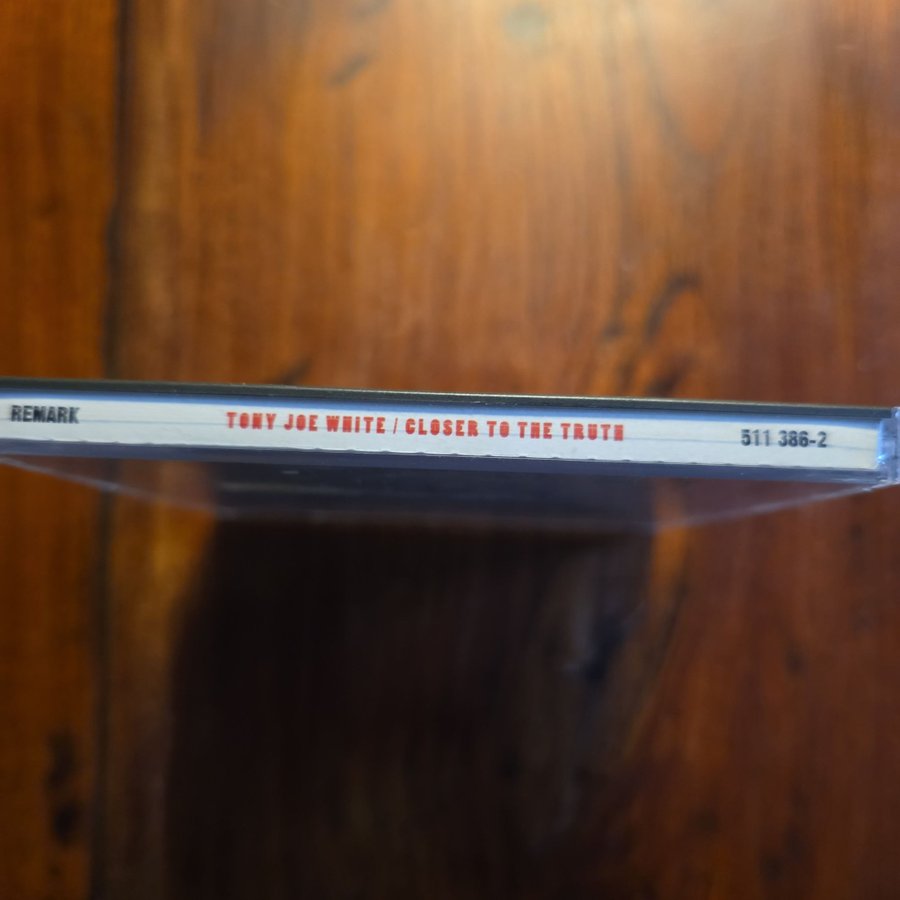 REMARK TONY JOE WHITE / CLOSER TO THE TRUTH 511 386-2